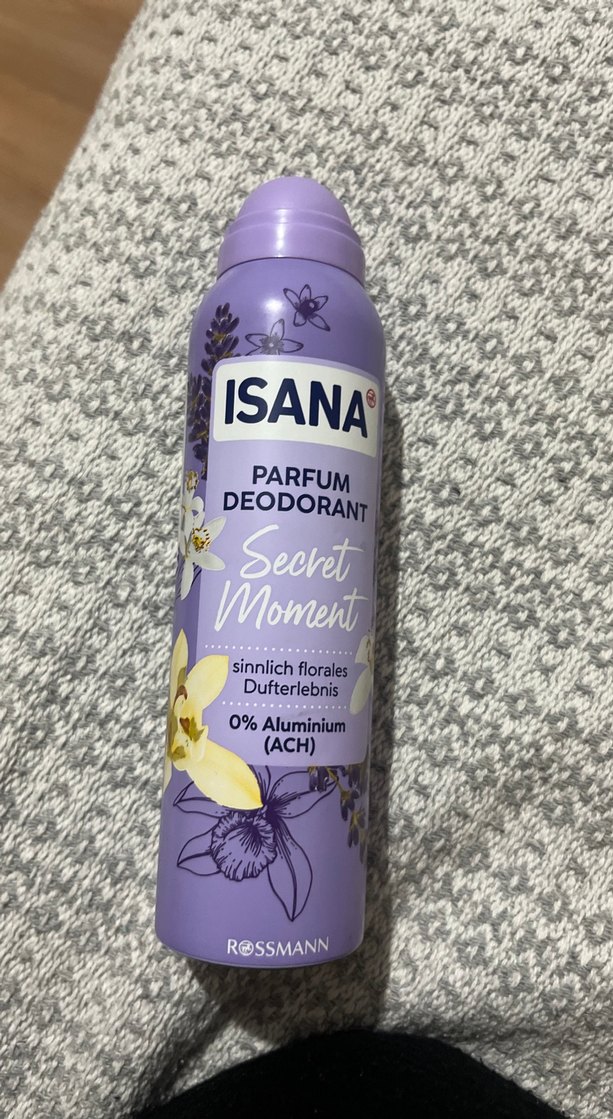 ISANA
PARFUM
DEODORANT
Secret
Moment
sinnlich florales
Dufterlebnis
0% Aluminium
(ACH)
ROSSMANN